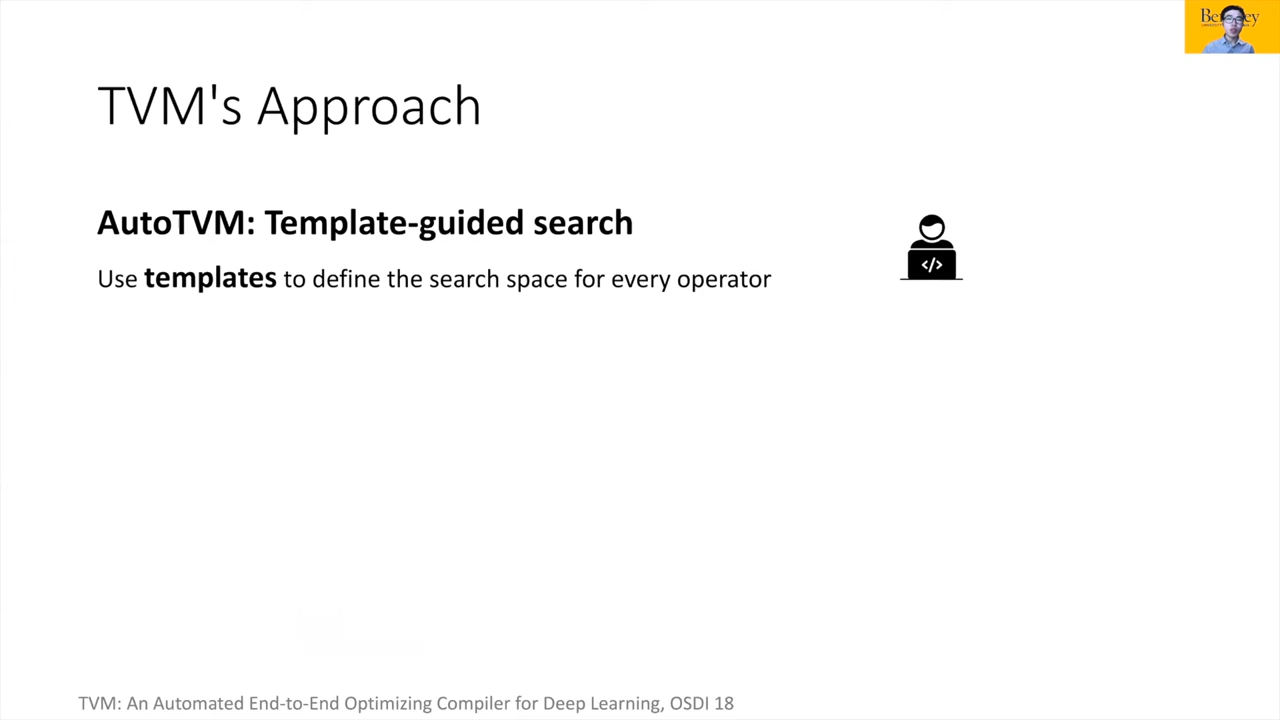 TVM's Approach
AutoTVM: Template-guided search
Use templates to define the search space for every operator
</>
TVM: An Automated End-to-End Optimizing Compiler for Deep Learning, OSDI 18